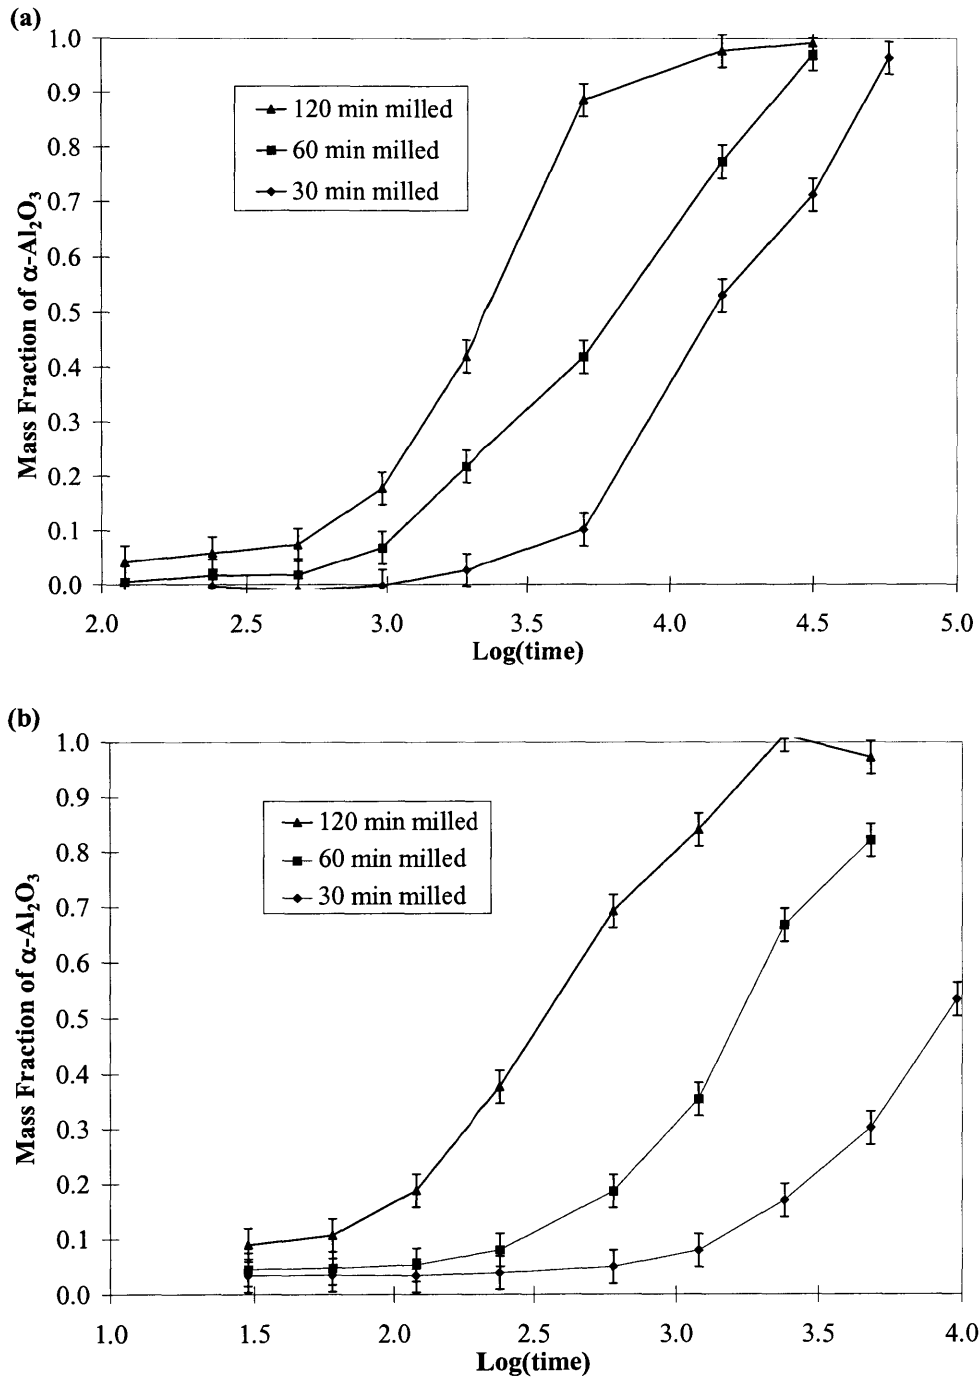 (a)
1.0
0.9
0.8
0.7
0.6
0.5
0.4
0.3
0.2
0.1
0.0
Mass Fraction of α-Al₂O₃
120 min milled
60 min milled
30 min milled
2.0 2.5 3.0 3.5 4.0 4.5 5.0
Log(time)
(b)
1.0
0.9
0.8
0.7
0.6
0.5
0.4
0.3
0.2
0.1
0.0
Mass Fraction of α-Al₂O₃
120 min milled
60 min milled
30 min milled
1.0 1.5 2.0 2.5 3.0 3.5 4.0
Log(time)